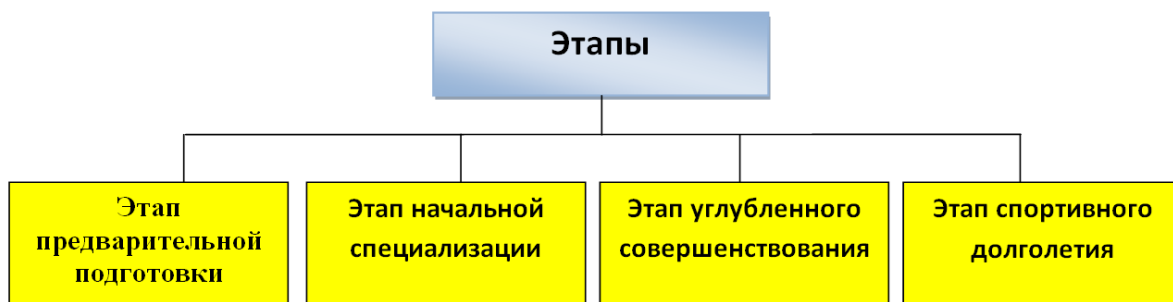 Этапы
Этап
предварительной
подготовки
Этап начальной
специализации
Этап углубленного
совершенствования
Этап спортивного
долголетия